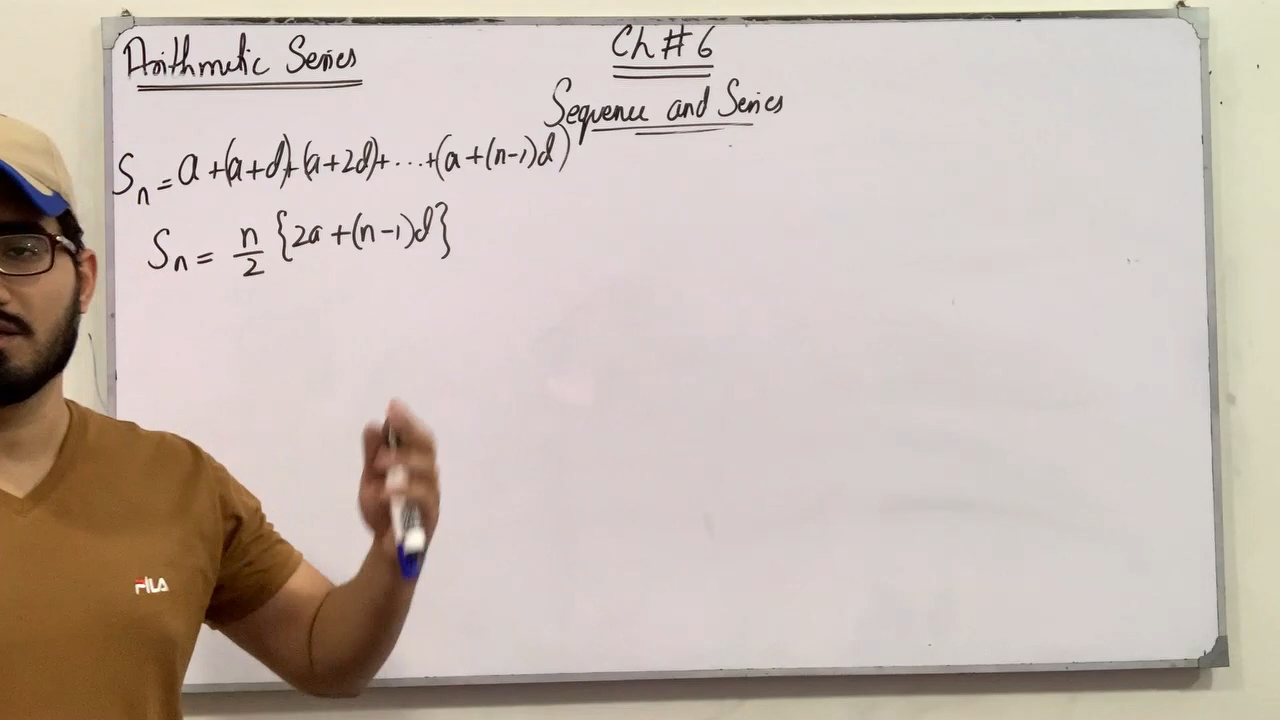 Arithmetic Series
Ch # 6
Sequence and Series
Sn = a + (a+d) + (a+2d) + ... + (a+(n-1)d)
Sn = n/2 {2a + (n-1)d}
FILA